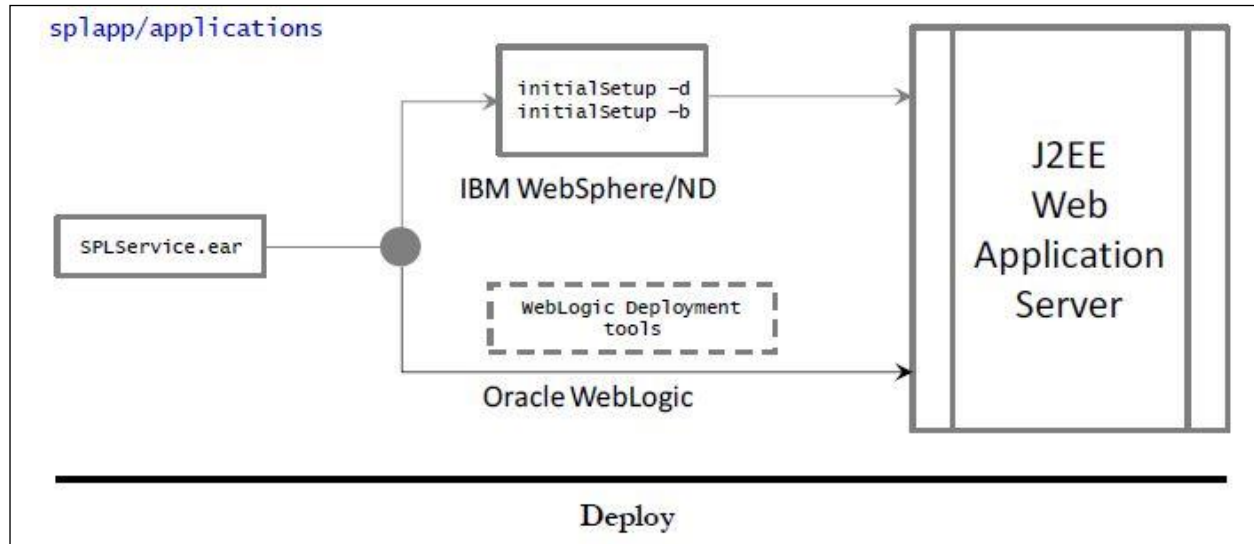 splapp/applications
initialSetup –d
initialSetup –b
IBM WebSphere/ND
SPLService.ear
WebLogic Deployment
tools
Oracle WebLogic
J2EE
Web
Application
Server
Deploy